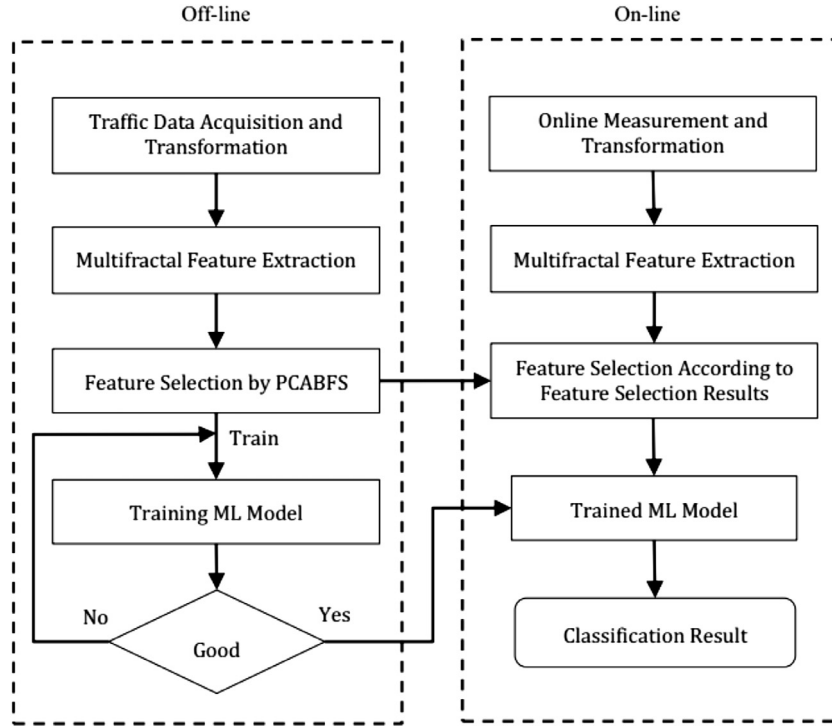 Off-line
Traffic Data Acquisition and
Transformation
Multifractal Feature Extraction
Feature Selection by PCABFS
Train
Training ML Model
No
Yes
Good
On-line
Online Measurement and
Transformation
Multifractal Feature Extraction
Feature Selection According to
Feature Selection Results
Trained ML Model
Classification Result